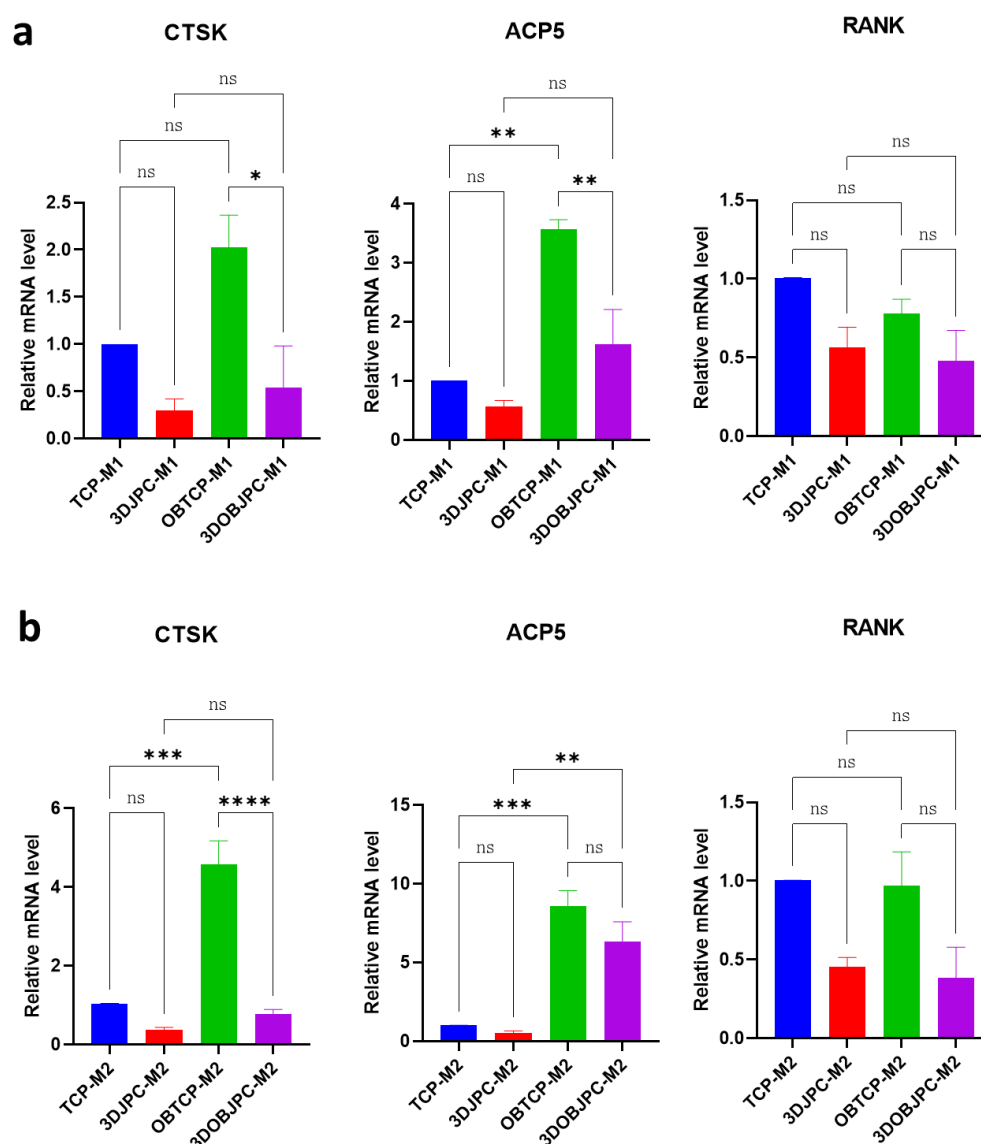 a
CTSK
ACP5
RANK
ns
ns
ns
*
Relative mRNA level
2.5
2.0
1.5
1.0
0.5
0.0
TCP-M1
3DJPC-M1
OBTCP-M1
3DOBJPC-M1
ns
**
ns
**
Relative mRNA level
4
3
2
1
0
TCP-M1
3DJPC-M1
OBTCP-M1
3DOBJPC-M1
ns
ns
ns
ns
Relative mRNA level
1.5
1.0
0.5
0.0
TCP-M1
3DJPC-M1
OBTCP-M1
3DOBJPC-M1
b
CTSK
ACP5
RANK
ns
***
ns
****
Relative mRNA level
6
4
2
0
TCP-M2
3DJPC-M2
OBTCP-M2
3DOBJPC-M2
**
***
ns
ns
Relative mRNA level
15
10
5
0
TCP-M2
3DJPC-M2
OBTCP-M2
3DOBJPC-M2
ns
ns
ns
ns
Relative mRNA level
1.5
1.0
0.5
0.0
TCP-M2
3DJPC-M2
OBTCP-M2
3DOBJPC-M2